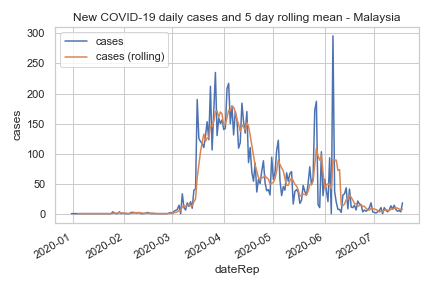 New COVID-19 daily cases and 5 day rolling mean - Malaysia
300
250
200
150
100
50
0
cases
cases
cases (rolling)
2020-01
2020-02
2020-03
2020-04
2020-05
2020-06
2020-07
dateRep